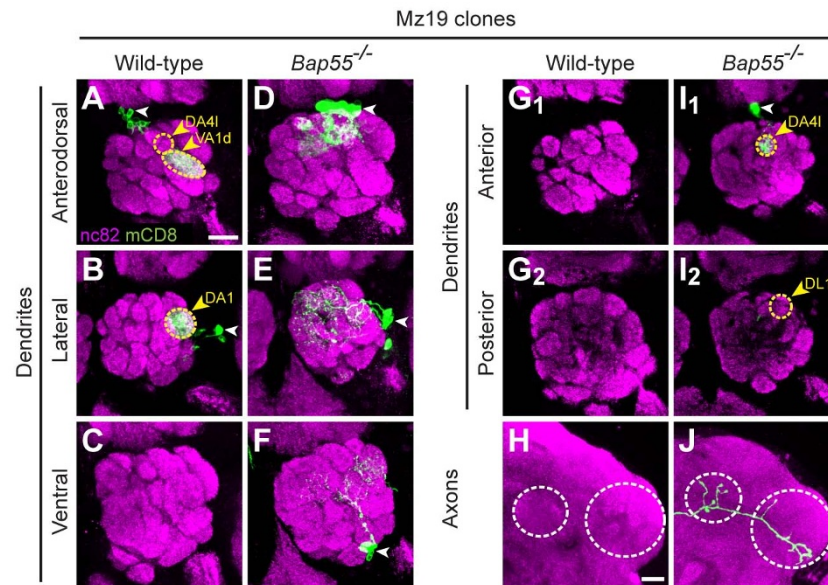 Mz19 clones
Wild-type
Bap55-/-
Wild-type
Bap55-/-
Dendrites
Anterodorsal
A
DA4l
VA1d
nc82 mCD8
D
Lateral
B
DA1
E
Ventral
C
F
Dendrites
Anterior
G1
I1
DA4l
Posterior
G2
I2
DL1
Axons
H
J